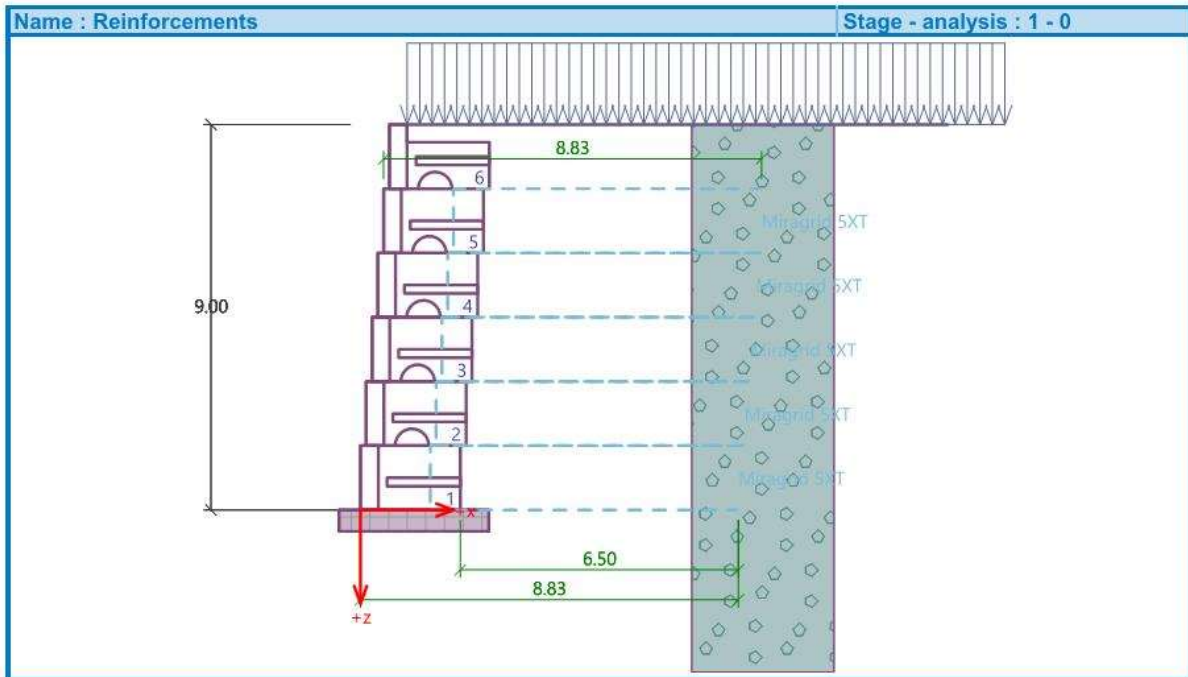 Name : Reinforcements
Stage - analysis : 1 - 0
8.83
6
Miragrid 5XT
5
Miragrid 5XT
9.00
4
Miragrid 5XT
3
Miragrid 5XT
2
Miragrid 5XT
1
+x
6.50
8.83
+z